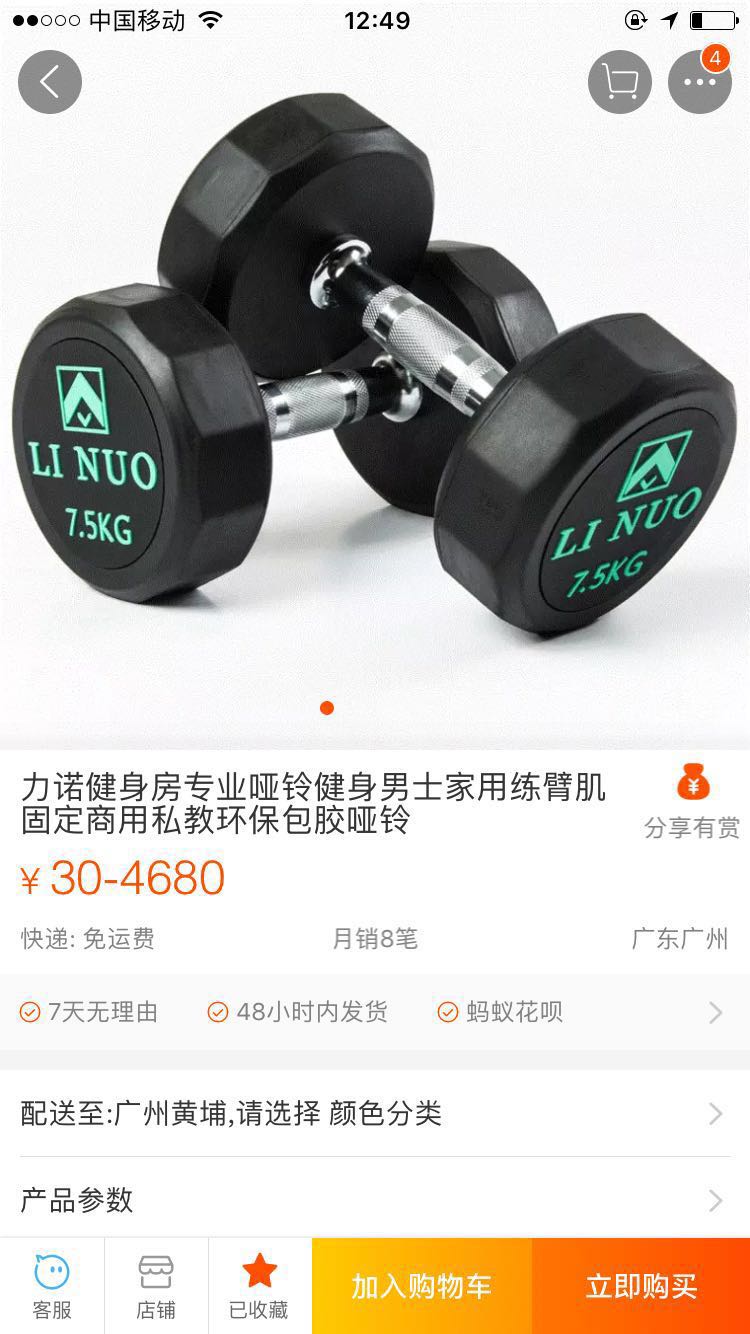 中国移动
12:49
4
LI NUO
7.5KG
LI NUO
7.5KG
力诺健身房专业哑铃健身男士家用练臂肌
固定商用私教环保包胶哑铃
¥
分享有赏
¥ 30-4680
快递: 免运费
月销8笔
广东广州
7天无理由
48小时内发货
蚂蚁花呗
配送至:广州黄埔,请选择 颜色分类
产品参数
客服
店铺
已收藏
加入购物车
立即购买